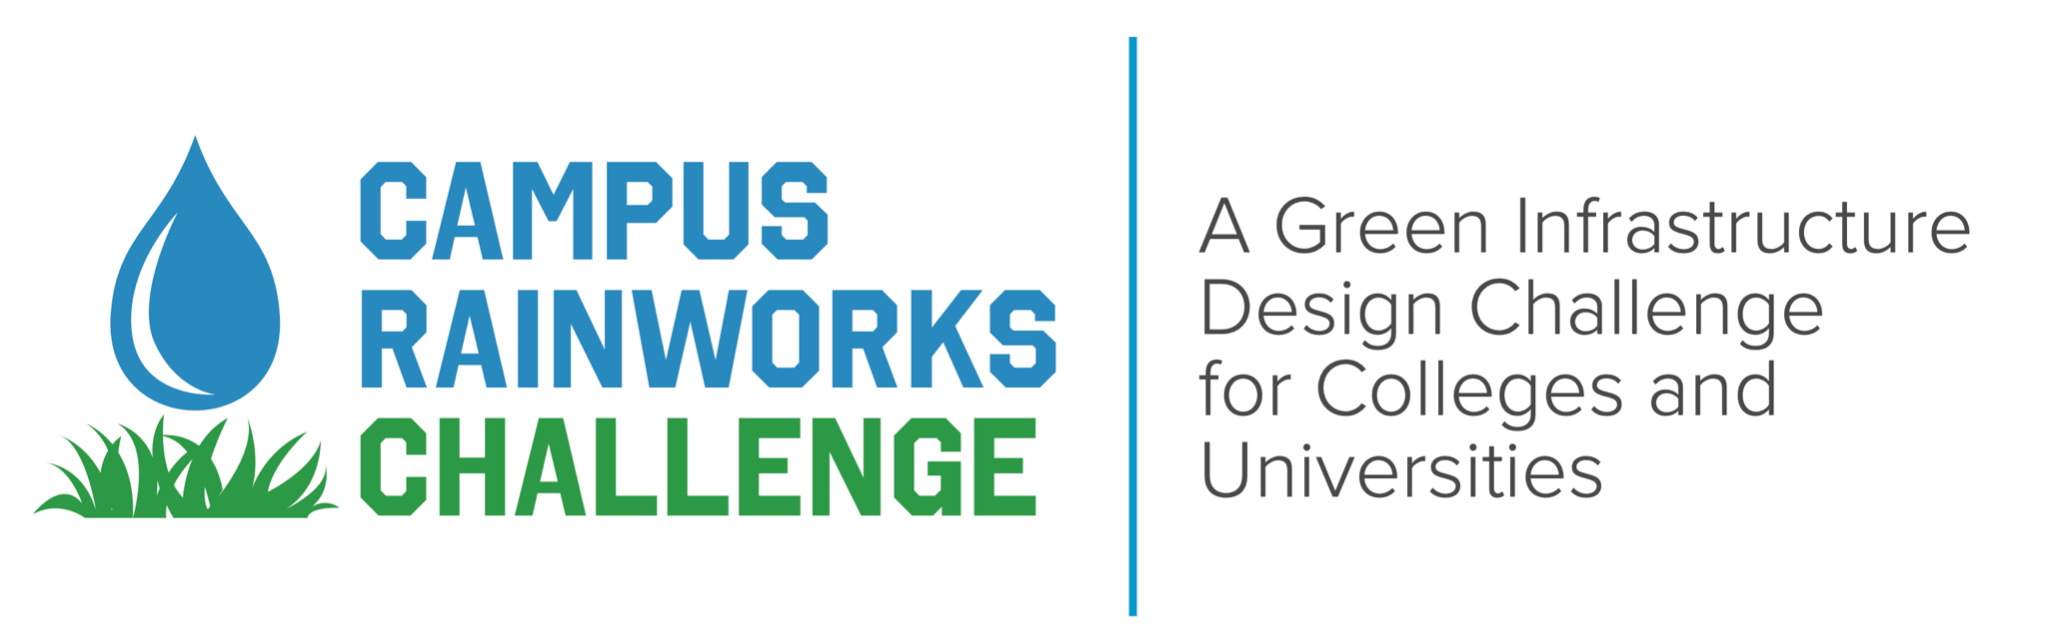 CAMPUS
RAINWORKS
CHALLENGE
A Green Infrastructure
Design Challenge
for Colleges and
Universities